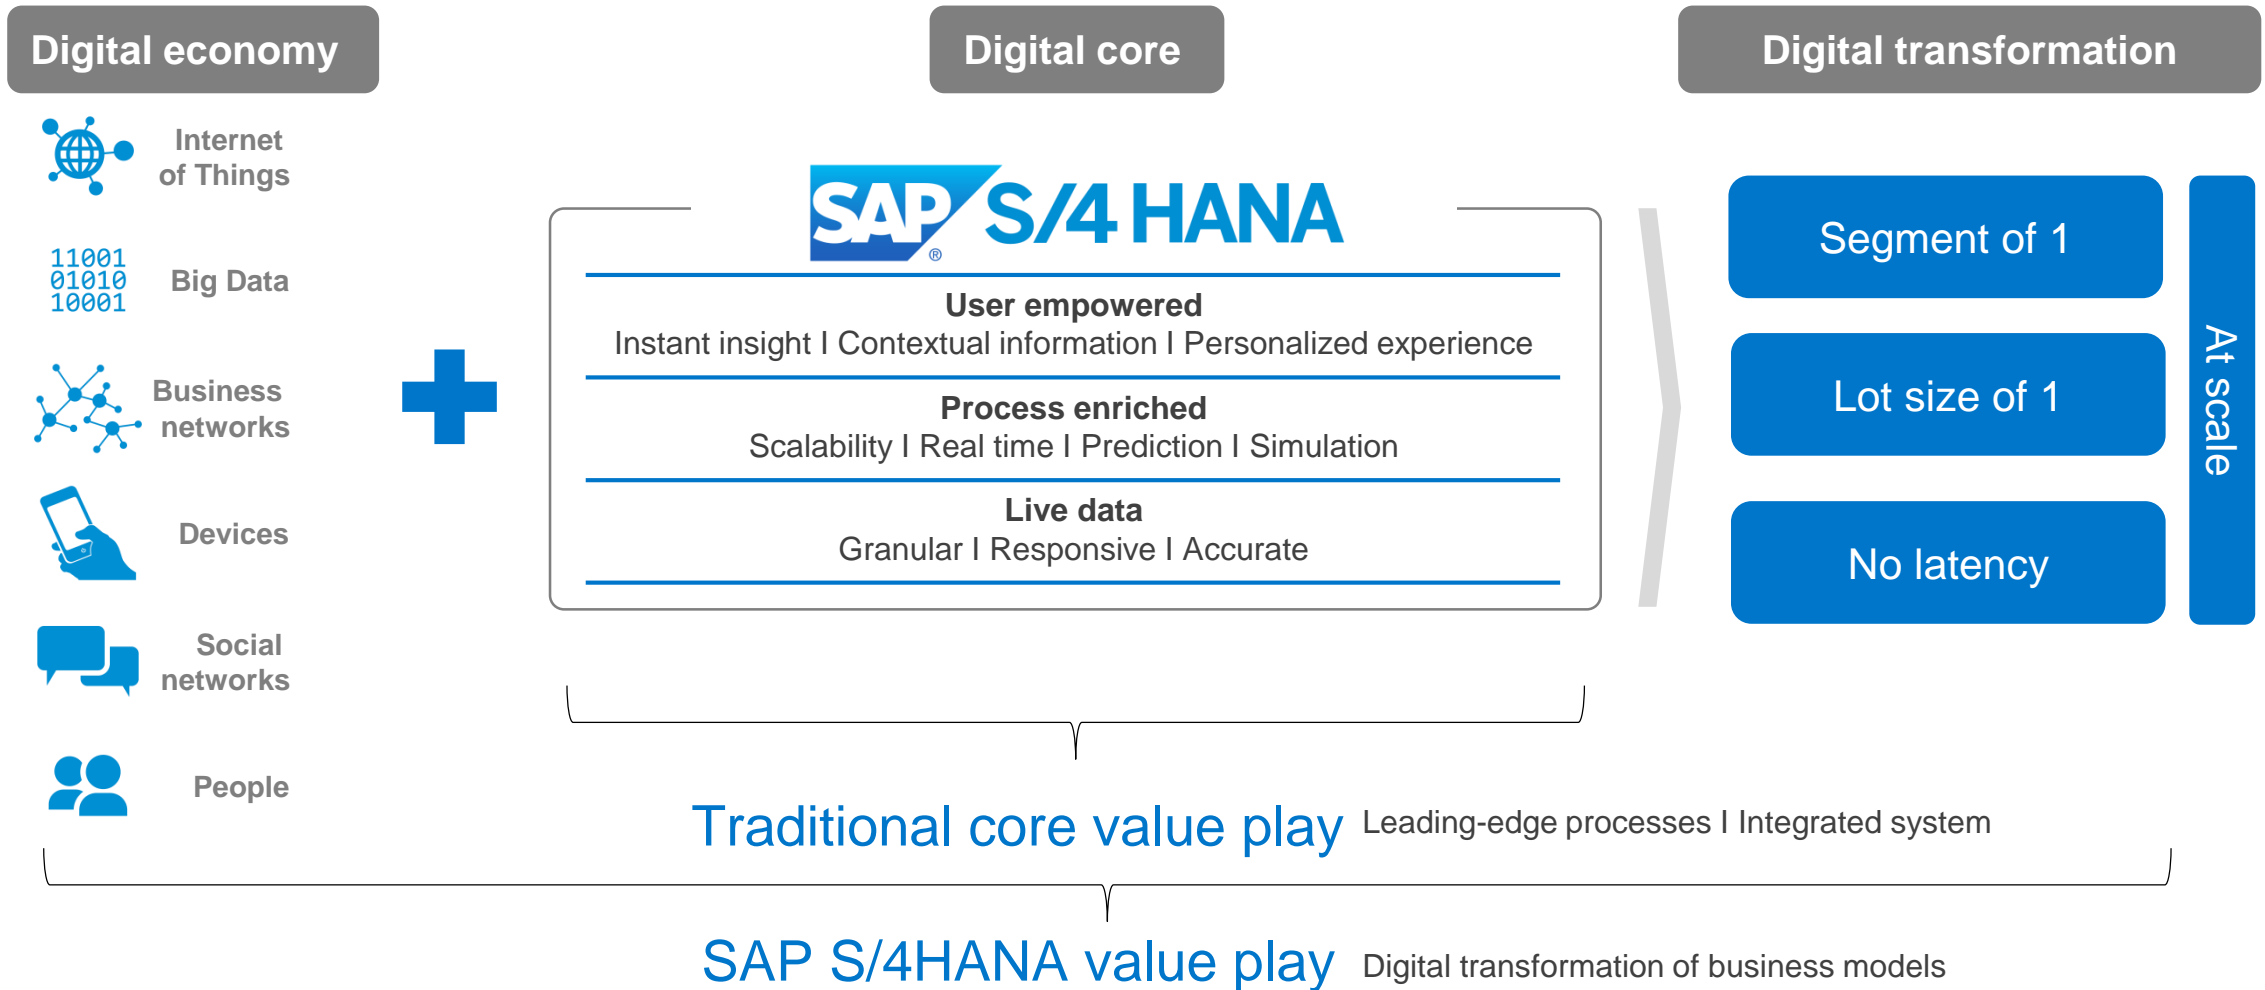 Digital economy
Internet
of Things
11001
01010
10001
Big Data
Business
networks
Devices
Social
networks
People
Digital core
SAP® S/4 HANA
User empowered
Instant insight I Contextual information I Personalized experience
Process enriched
Scalability I Real time I Prediction I Simulation
Live data
Granular I Responsive I Accurate
Digital transformation
Segment of 1
Lot size of 1
No latency
At scale
Traditional core value play Leading-edge processes I Integrated system
SAP S/4HANA value play Digital transformation of business models